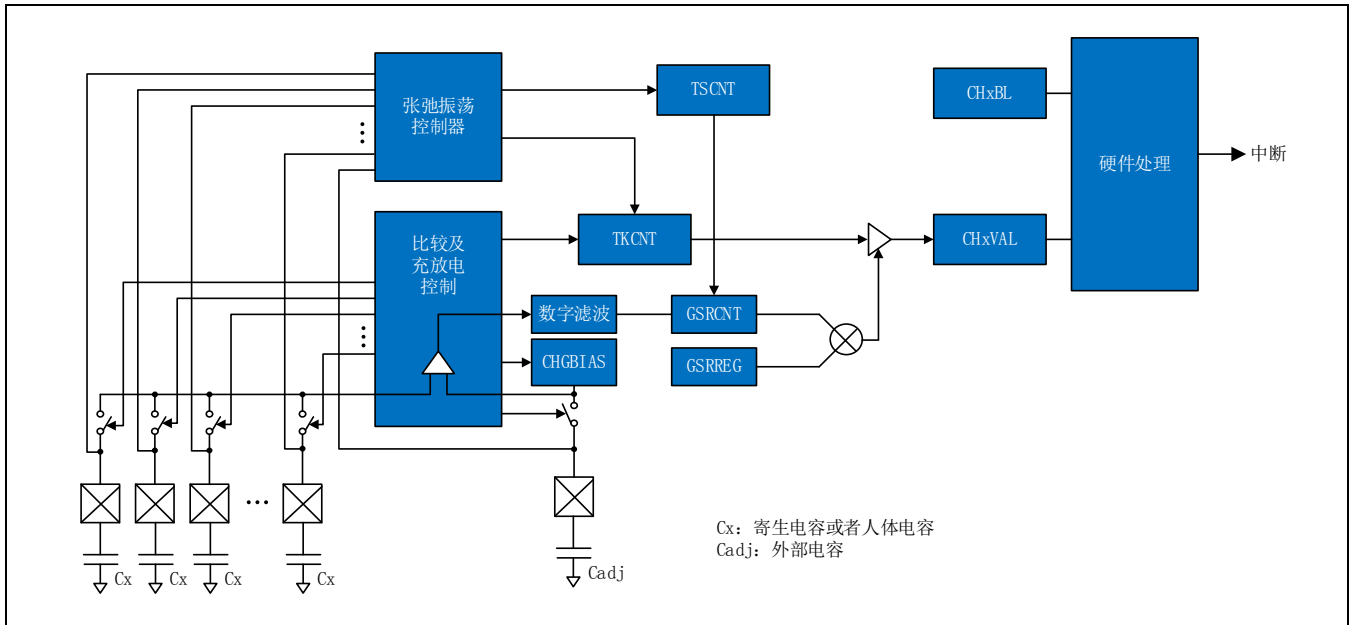 张弛振荡
控制器
TSCNT
CHxBL
硬件处理
中断
比较及
充放电
控制
TKCNT
CHxVAL
数字滤波
GSRCNT
CHGBIAS
GSRREG
Cx
Cx
Cx
Cx
Cadj
Cx: 寄生电容或者人体电容
Cadj: 外部电容